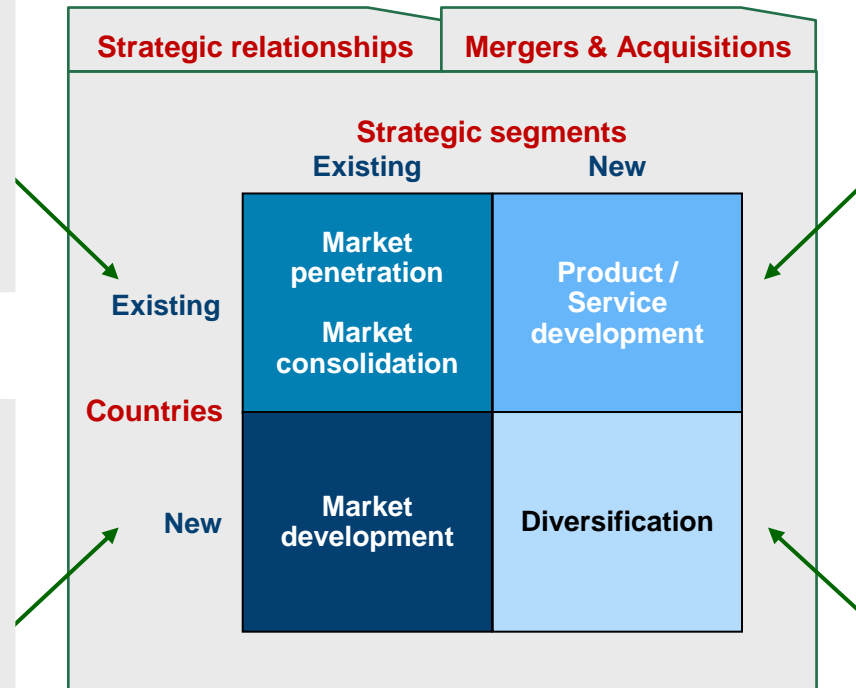 Strategic relationships
Mergers & Acquisitions
Strategic segments
Existing
New
Market
penetration
Market
consolidation
Product /
Service
development
Existing
Countries
New
Market
development
Diversification